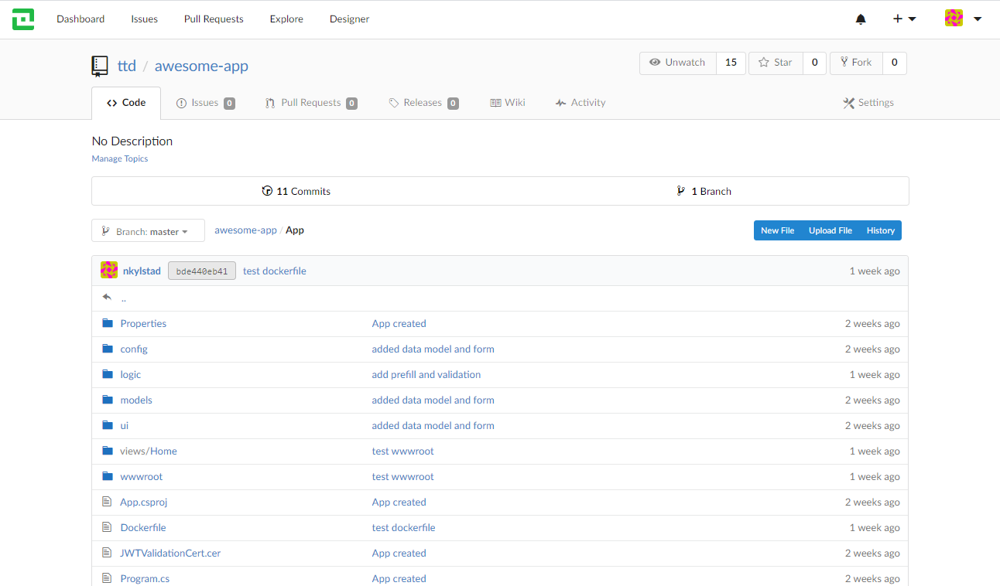 Dashboard Issues Pull Requests Explore Designer
ttd / awesome-app Unwatch 15 Star 0 Fork 0
Code Issues 0 Pull Requests 0 Releases 0 Wiki Activity Settings
No Description
Manage Topics
11 Commits 1 Branch
Branch: master awesome-app / App New File Upload File History
nkylstad bde440eb41 test dockerfile 1 week ago
..
Properties App created 2 weeks ago
config added data model and form 2 weeks ago
logic add prefill and validation 1 week ago
models added data model and form 2 weeks ago
ui added data model and form 2 weeks ago
views/Home test wwwroot 1 week ago
wwwroot test wwwroot 1 week ago
App.csproj App created 2 weeks ago
Dockerfile test dockerfile 1 week ago
JWTValidationCert.cer App created 2 weeks ago
Program.cs App created 2 weeks ago